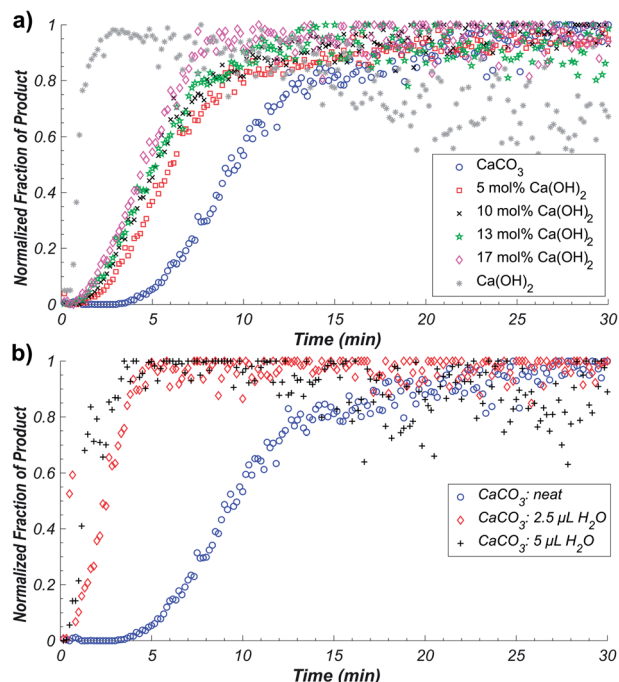 a)
Normalized Fraction of Product
1
0.8
0.6
0.4
0.2
0
CaCO3
5 mol% Ca(OH)2
10 mol% Ca(OH)2
13 mol% Ca(OH)2
17 mol% Ca(OH)2
Ca(OH)2
0 5 10 15 20 25 30
Time (min)
b)
Normalized Fraction of Product
1
0.8
0.6
0.4
0.2
0
CaCO3: neat
CaCO3: 2.5 µL H2O
CaCO3: 5 µL H2O
0 5 10 15 20 25 30
Time (min)